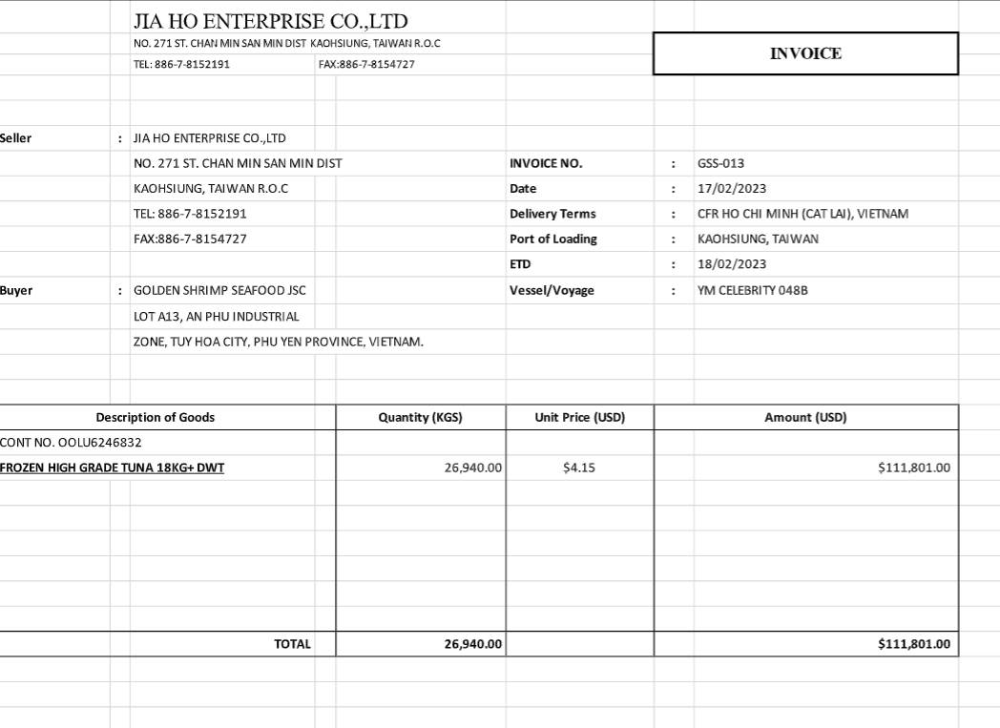 JIA HO ENTERPRISE CO.,LTD
NO. 271 ST. CHAN MIN SAN MIN DIST KAOHSIUNG, TAIWAN R.O.C
INVOICE
TEL: 886-7-8152191 FAX:886-7-8154727
Seller : JIA HO ENTERPRISE CO.,LTD
NO. 271 ST. CHAN MIN SAN MIN DIST INVOICE NO. : GSS-013
KAOHSIUNG, TAIWAN R.O.C Date : 17/02/2023
TEL: 886-7-8152191 Delivery Terms : CFR HO CHI MINH (CAT LAI), VIETNAM
FAX:886-7-8154727 Port of Loading : KAOHSIUNG, TAIWAN
ETD : 18/02/2023
Buyer : GOLDEN SHRIMP SEAFOOD JSC Vessel/Voyage : YM CELEBRITY 048B
LOT A13, AN PHU INDUSTRIAL
ZONE, TUY HOA CITY, PHU YEN PROVINCE, VIETNAM.
Description of Goods Quantity (KGS) Unit Price (USD) Amount (USD)
CONT NO. OOLU6246832
FROZEN HIGH GRADE TUNA 18KG+ DWT 26,940.00 $4.15 $111,801.00
TOTAL 26,940.00 $111,801.00